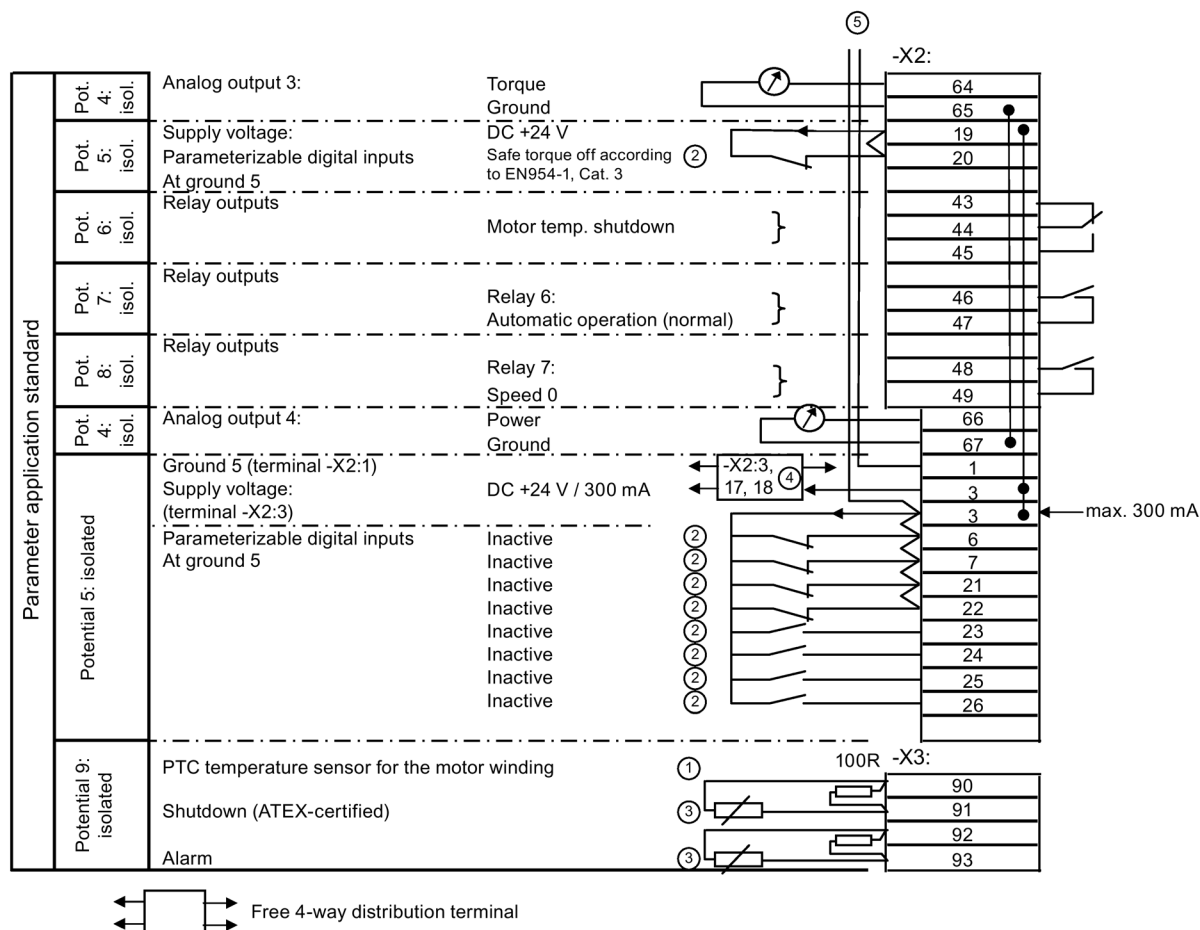 5
-X2:
Parameter application standard
Pot. 4: isol.
Analog output 3:
Torque
64
Ground
65
Pot. 5: isol.
Supply voltage:
DC +24 V
19
Parameterizable digital inputs
Safe torque off according
to EN954-1, Cat. 3
2
20
At ground 5
Pot. 6: isol.
Relay outputs
43
Motor temp. shutdown
}
44
45
Pot. 7: isol.
Relay outputs
Relay 6:
46
Automatic operation (normal)
}
47
Pot. 8: isol.
Relay outputs
Relay 7:
48
Speed 0
}
49
Pot. 4: isol.
Analog output 4:
Power
66
Ground
67
Potential 5: isolated
Ground 5 (terminal -X2:1)
-X2:3,
17, 18
4
1
Supply voltage:
DC +24 V / 300 mA
3
(terminal -X2:3)
3
max. 300 mA
Parameterizable digital inputs
Inactive
2
6
At ground 5
Inactive
2
7
Inactive
2
21
Inactive
2
22
Inactive
2
23
Inactive
2
24
Inactive
2
25
Inactive
2
26
Potential 9: isolated
100R
-X3:
PTC temperature sensor for the motor winding
1
90
Shutdown (ATEX-certified)
3
91
92
Alarm
3
93
Free 4-way distribution terminal